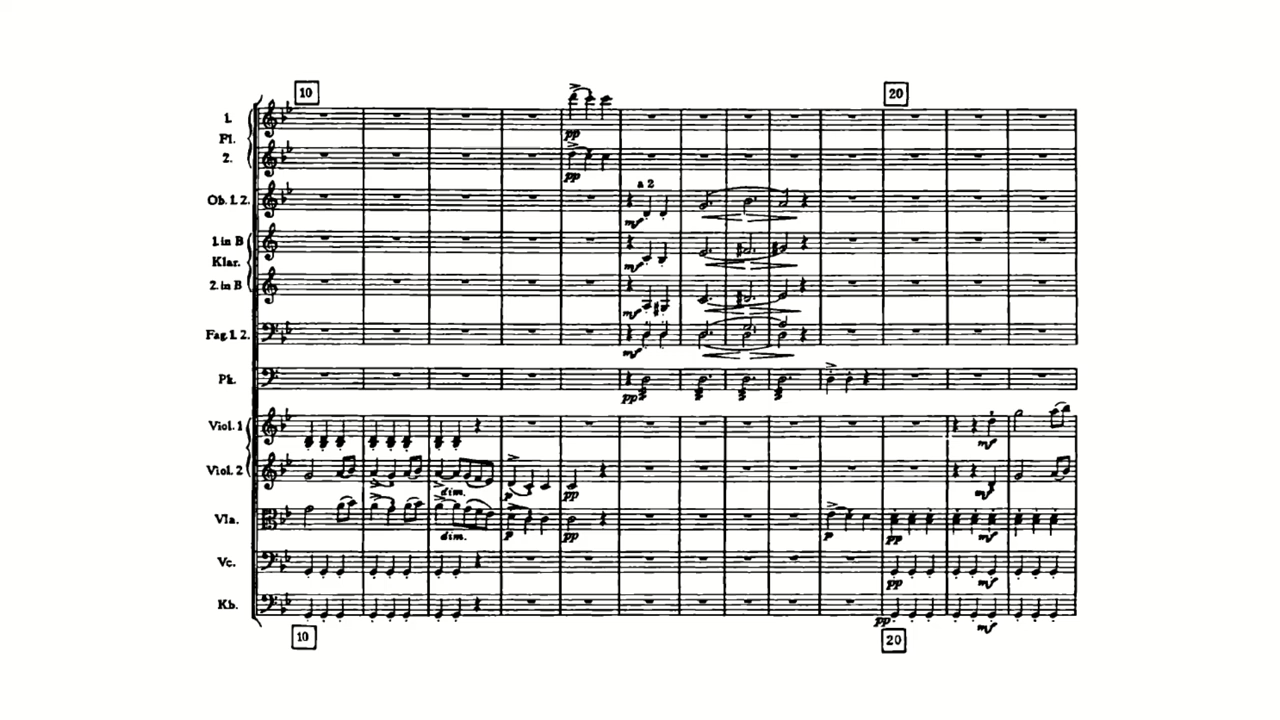 10 20
1.
Fl.
2.
pp
pp
a 2
Ob. 1. 2.
mf
1. in B
Klar.
mf
2. in B
mf
Fag. 1. 2.
mf
Pk.
pp
Viol. 1
mf
Viol. 2
dim. p pp mf
Vla.
dim. p pp p pp mf
Vc.
pp mf
Kb.
pp mf
10 20